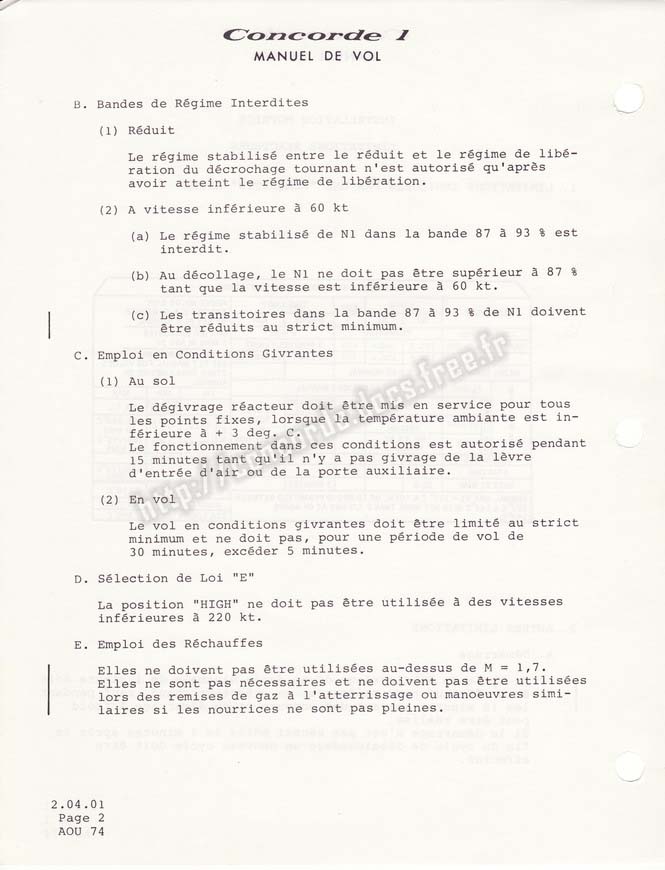 Concorde 1
MANUEL DE VOL
B. Bandes de Régime Interdites
(1) Réduit
Le régime stabilisé entre le réduit et le régime de libé-
ration du décrochage tournant n'est autorisé qu'après
avoir atteint le régime de libération.
(2) A vitesse inférieure à 60 kt
(a) Le régime stabilisé de N1 dans la bande 87 à 93 % est
interdit.
(b) Au décollage, le N1 ne doit pas être supérieur à 87 %
tant que la vitesse est inférieure à 60 kt.
(c) Les transitoires dans la bande 87 à 93 % de N1 doivent
être réduits au strict minimum.
C. Emploi en Conditions Givrantes
(1) Au sol
Le dégivrage réacteur doit être mis en service pour tous
les points fixes, lorsque la température ambiante est in-
férieure à + 3 deg. C.
Le fonctionnement dans ces conditions est autorisé pendant
15 minutes tant qu'il n'y a pas givrage de la lèvre
d'entrée d'air ou de la porte auxiliaire.
(2) En vol
Le vol en conditions givrantes doit être limité au strict
minimum et ne doit pas, pour une période de vol de
30 minutes, excéder 5 minutes.
D. Sélection de Loi "E"
La position "HIGH" ne doit pas être utilisée à des vitesses
inférieures à 220 kt.
E. Emploi des Réchauffes
Elles ne doivent pas être utilisées au-dessus de M = 1,7.
Elles ne sont pas nécessaires et ne doivent pas être utilisées
lors des remises de gaz à l'atterrissage ou manoeuvres simi-
laires si les nourrices ne sont pas pleines.
2.04.01
Page 2
AOU 74